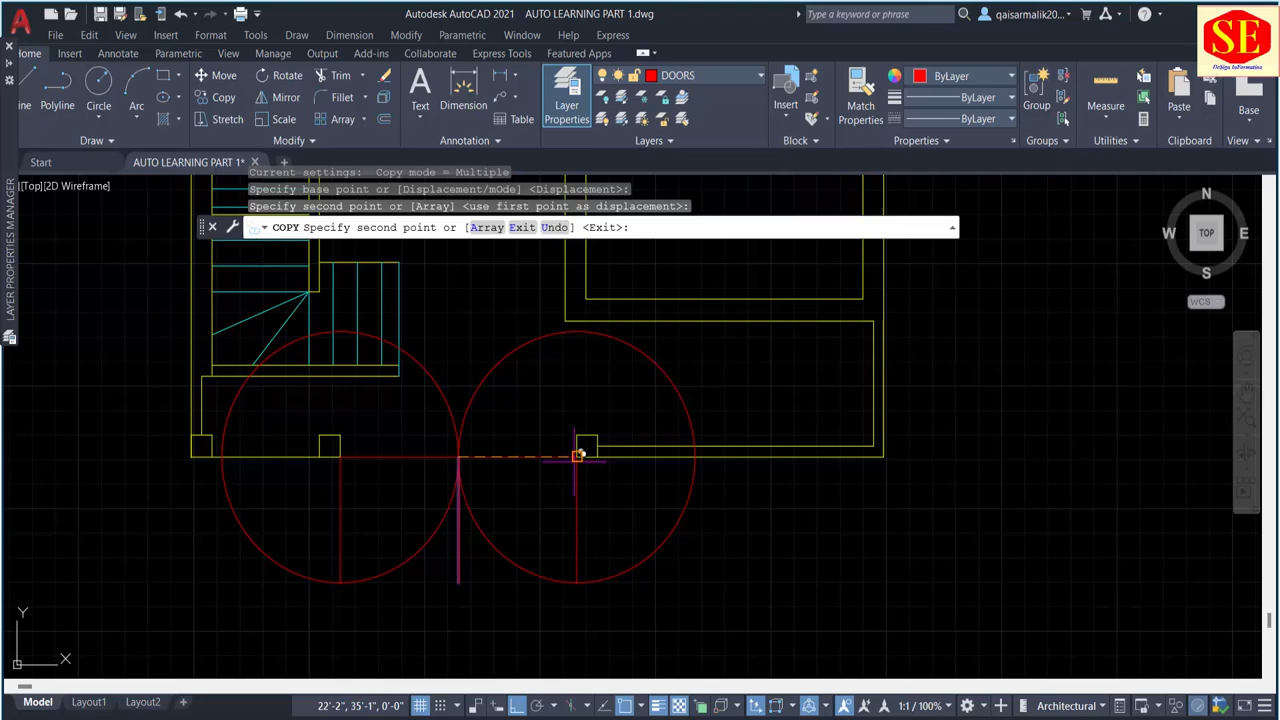 Autodesk AutoCAD 2021 AUTO LEARNING PART 1.dwg
Type a keyword or phrase
qaisarmalik20...
SE
DeSign InFormation
File Edit View Insert Format Tools Draw Dimension Modify Parametric Window Help Express
Home Insert Annotate Parametric View Manage Output Add-ins Collaborate Express Tools Featured Apps
Move Rotate Trim
Copy Mirror Fillet
Stretch Scale Array
Polyline Circle Arc
Text Dimension Table
Layer Properties
DOORS
Insert
Match Properties
ByLayer
ByLayer
ByLayer
Group
Measure
Paste
Base
Draw Modify Annotation Layers Block Properties Groups Utilities Clipboard View
Start AUTO LEARNING PART 1*
[Top][2D Wireframe]
Current settings: Copy mode = Multiple
Specify base point or [Displacement/mOde] <Displacement>:
Specify second point or [Array] <use first point as displacement>:
COPY Specify second point or [Array Exit Undo] <Exit>:
LAYER PROPERTIES MANAGER
N
W TOP E
S
WCS
Y
X
Model Layout1 Layout2
22'-2", 35'-1", 0'-0"
MODEL
1:1 / 100%
Architectural